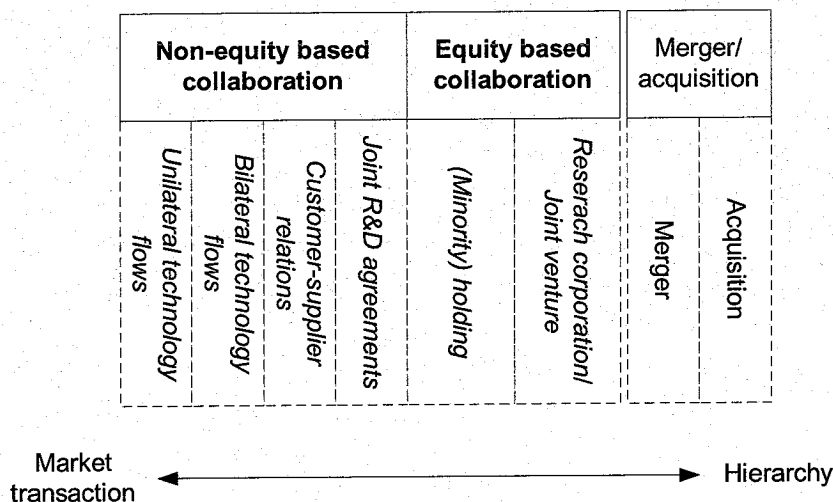 Non-equity based
collaboration
Equity based
collaboration
Merger/
acquisition
Unilateral technology
flows
Bilateral technology
flows
Customer-supplier
relations
Joint R&D agreements
(Minority) holding
Reserach corporation/
Joint venture
Merger
Acquisition
Market
transaction
Hierarchy